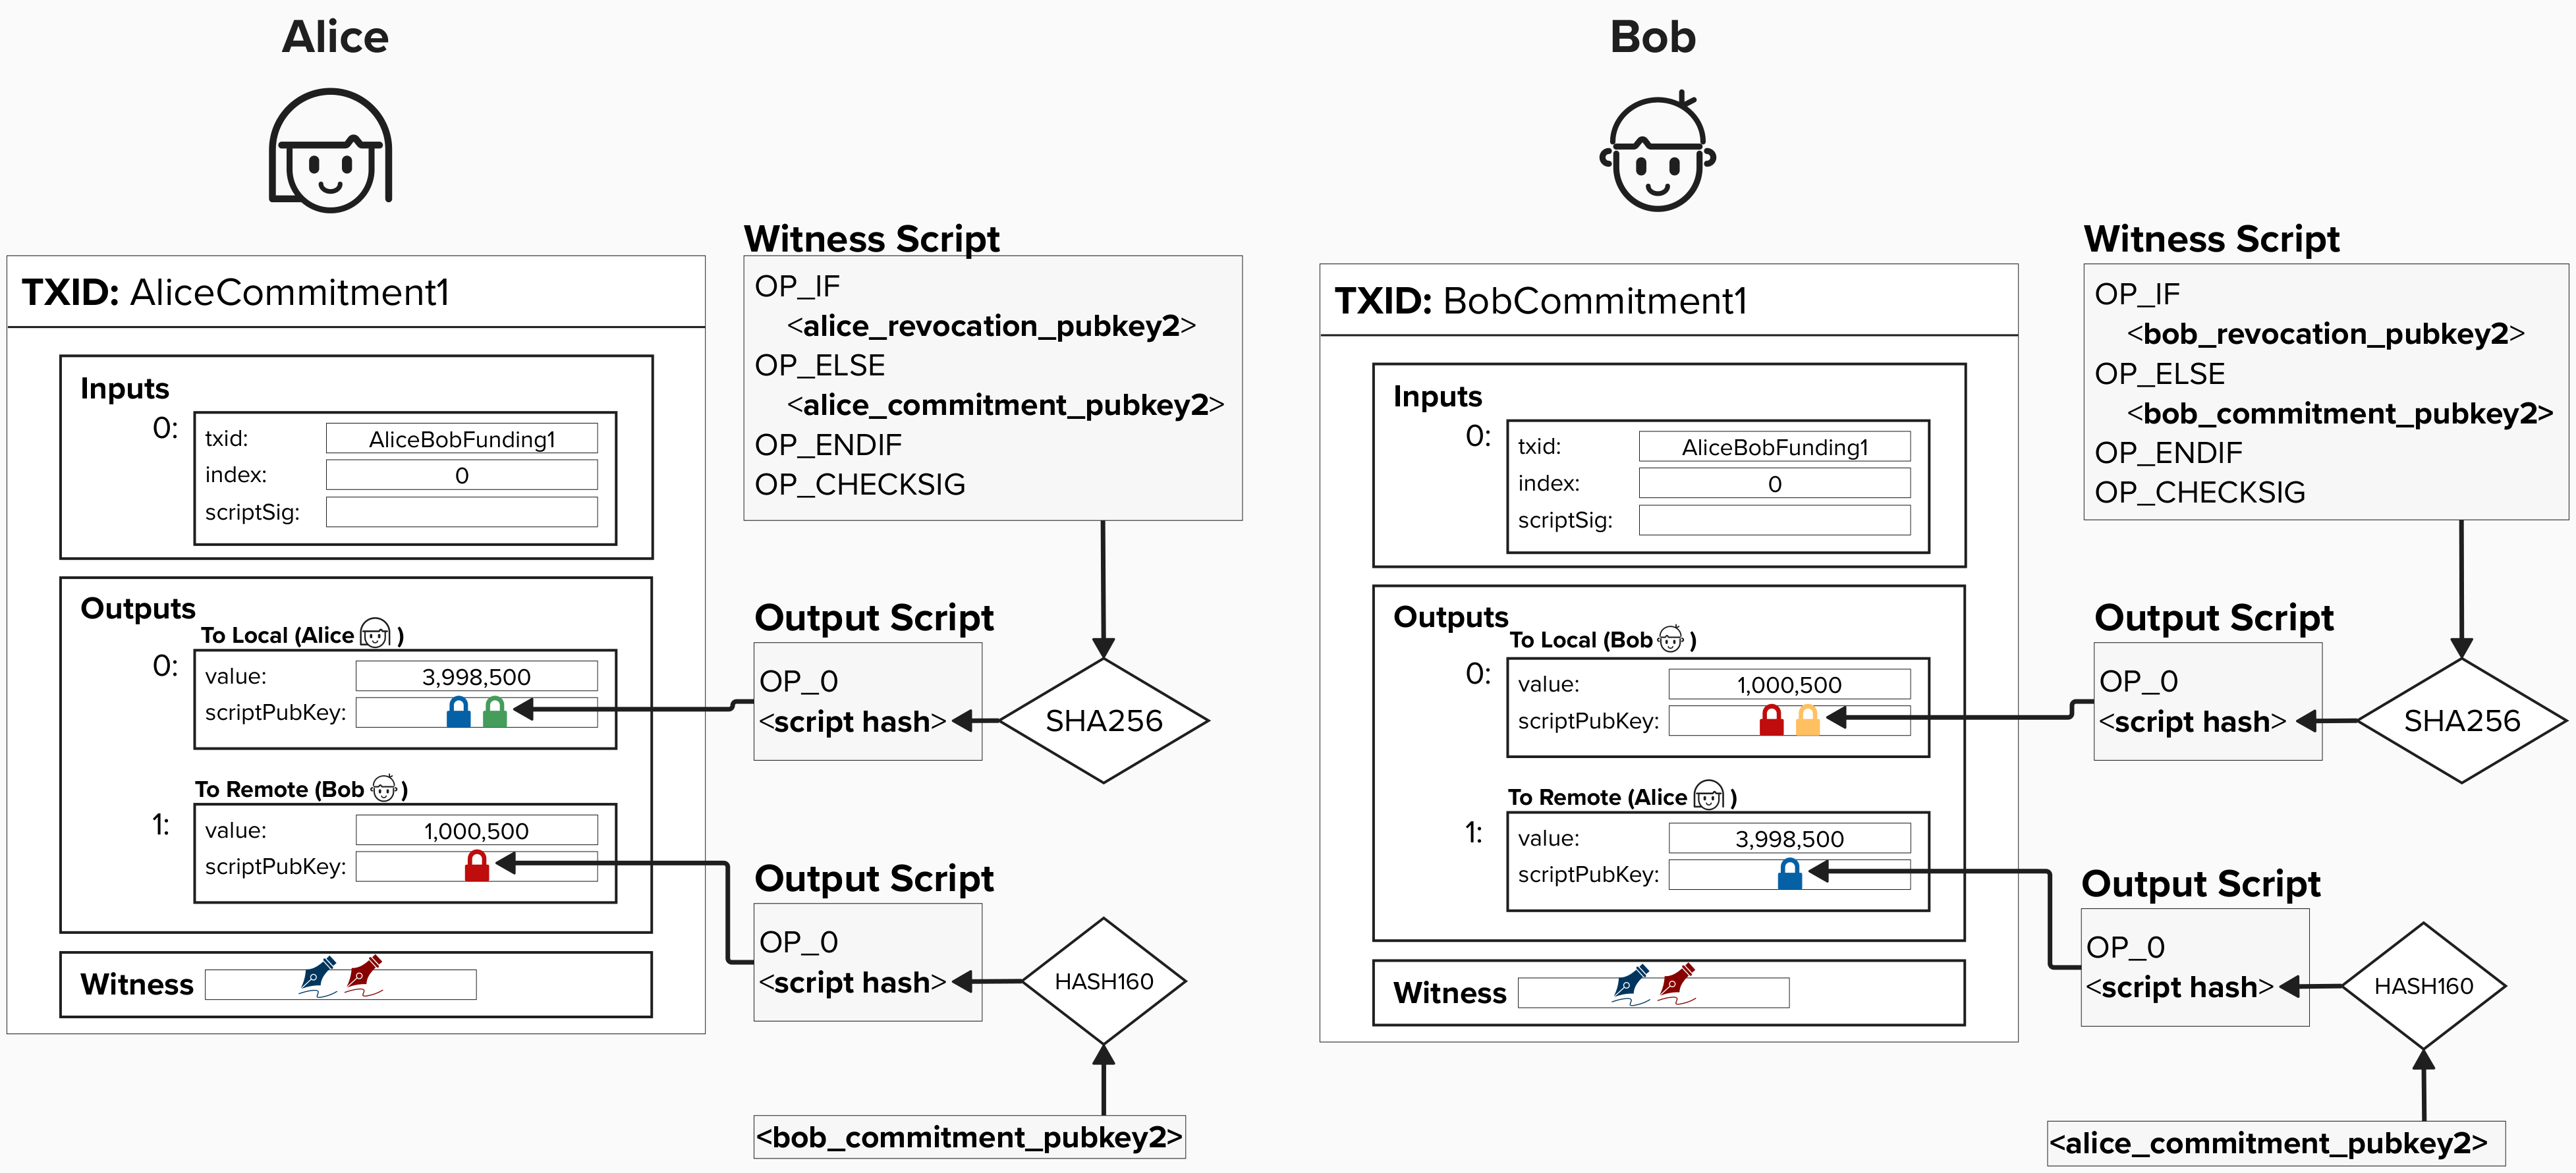 Alice
TXID: AliceCommitment1
Inputs
0:
txid: AliceBobFunding1
index: 0
scriptSig:
Outputs
To Local (Alice )
0:
value: 3,998,500
scriptPubKey:
To Remote (Bob )
1:
value: 1,000,500
scriptPubKey:
Witness
Witness Script
OP_IF
<alice_revocation_pubkey2>
OP_ELSE
<alice_commitment_pubkey2>
OP_ENDIF
OP_CHECKSIG
Output Script
OP_0
<script hash>
SHA256
Output Script
OP_0
<script hash>
HASH160
<bob_commitment_pubkey2>
Bob
TXID: BobCommitment1
Inputs
0:
txid: AliceBobFunding1
index: 0
scriptSig:
Outputs
To Local (Bob )
0:
value: 1,000,500
scriptPubKey:
To Remote (Alice )
1:
value: 3,998,500
scriptPubKey:
Witness
Witness Script
OP_IF
<bob_revocation_pubkey2>
OP_ELSE
<bob_commitment_pubkey2>
OP_ENDIF
OP_CHECKSIG
Output Script
OP_0
<script hash>
SHA256
Output Script
OP_0
<script hash>
HASH160
<alice_commitment_pubkey2>